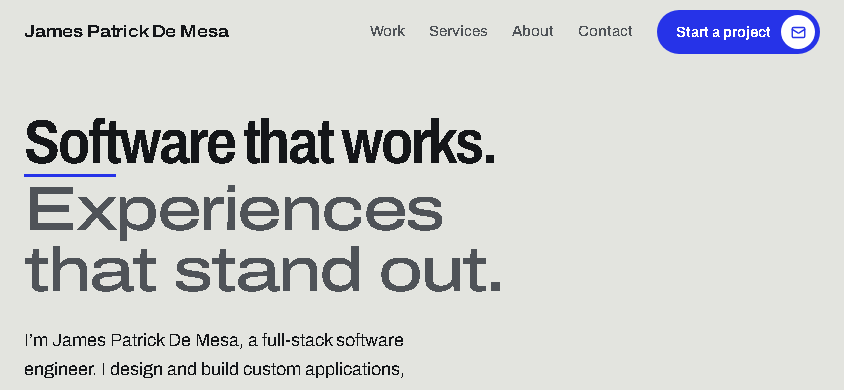 James Patrick De Mesa
Work
Services
About
Contact
Start a project
Software that works.
Experiences
that stand out.
I’m James Patrick De Mesa, a full-stack software
engineer. I design and build custom applications,